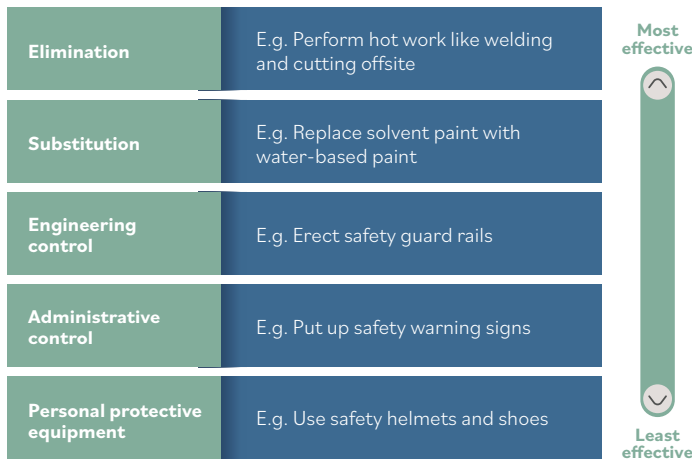 Most
effective
Elimination
E.g. Perform hot work like welding
and cutting offsite
Substitution
E.g. Replace solvent paint with
water-based paint
Engineering
control
E.g. Erect safety guard rails
Administrative
control
E.g. Put up safety warning signs
Personal protective
equipment
E.g. Use safety helmets and shoes
Least
effective